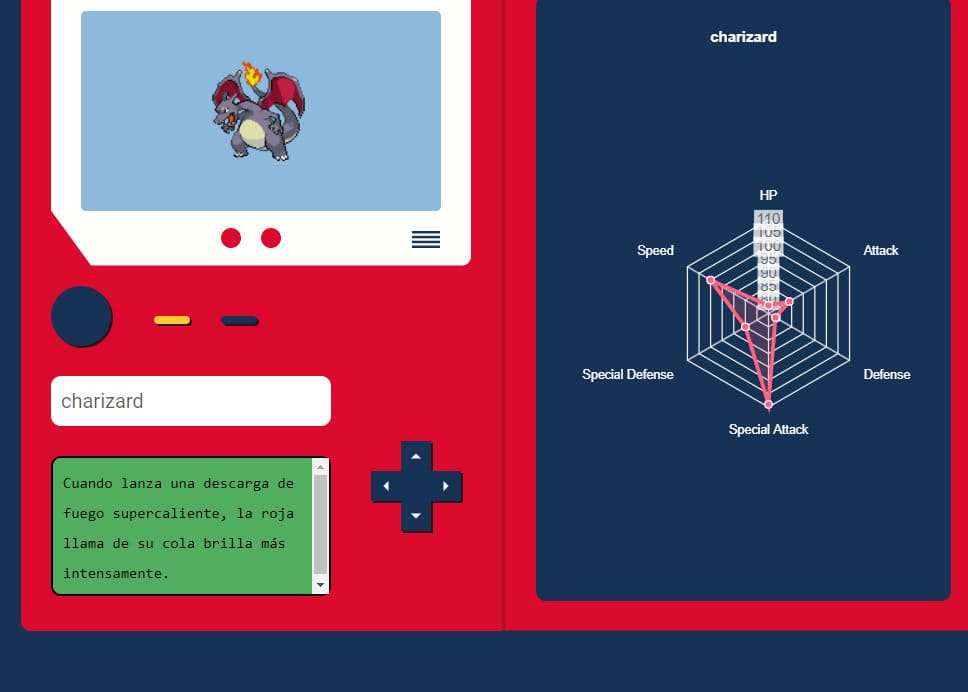 charizard
HP
110
105
100
95
90
85
80
Speed
Attack
Special Defense
Defense
Special Attack
charizard
Cuando lanza una descarga de
fuego supercaliente, la roja
llama de su cola brilla más
intensamente.